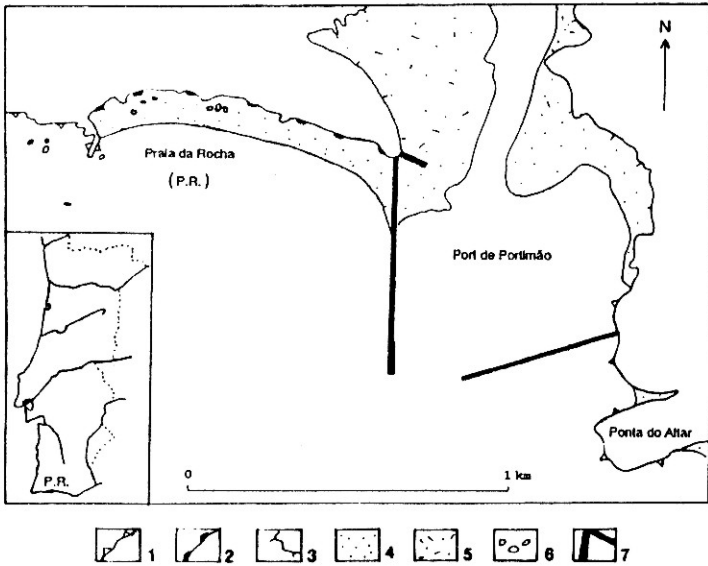 N
Praia da Rocha
(P.R.)
Port de Portimão
Ponta do Altar
P.R.
0 1 km
1 2 3 4 5 6 7